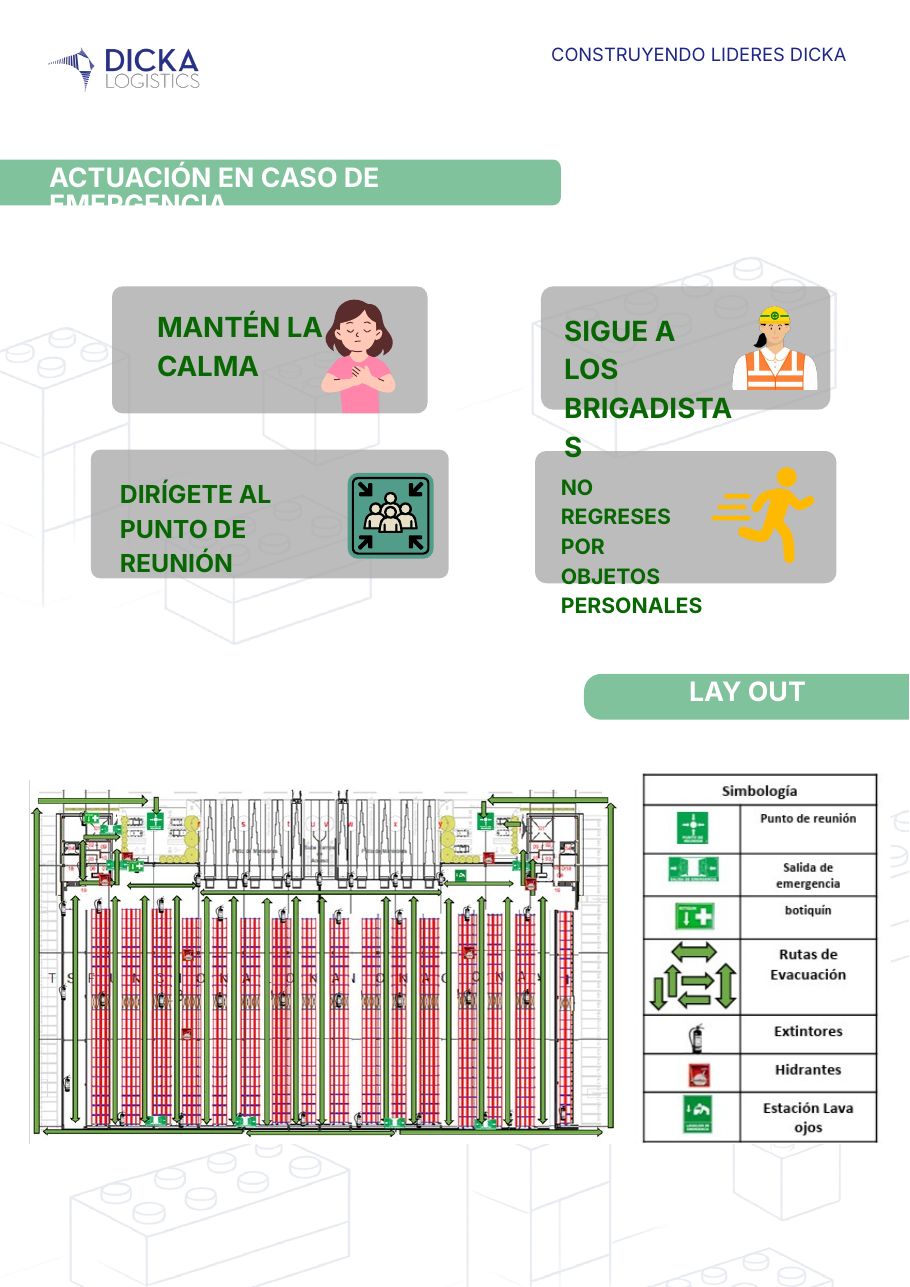 DICKA
LOGISTICS
CONSTRUYENDO LIDERES DICKA
ACTUACIÓN EN CASO DE
EMERGENCIA
MANTÉN LA
CALMA
SIGUE A
LOS
BRIGADISTA
S
DIRÍGETE AL
PUNTO DE
REUNIÓN
NO
REGRESES
POR
OBJETOS
PERSONALES
LAY OUT
Simbología
Punto de reunión
Salida de
emergencia
botiquín
Rutas de
Evacuación
Extintores
Hidrantes
Estación Lava
ojos